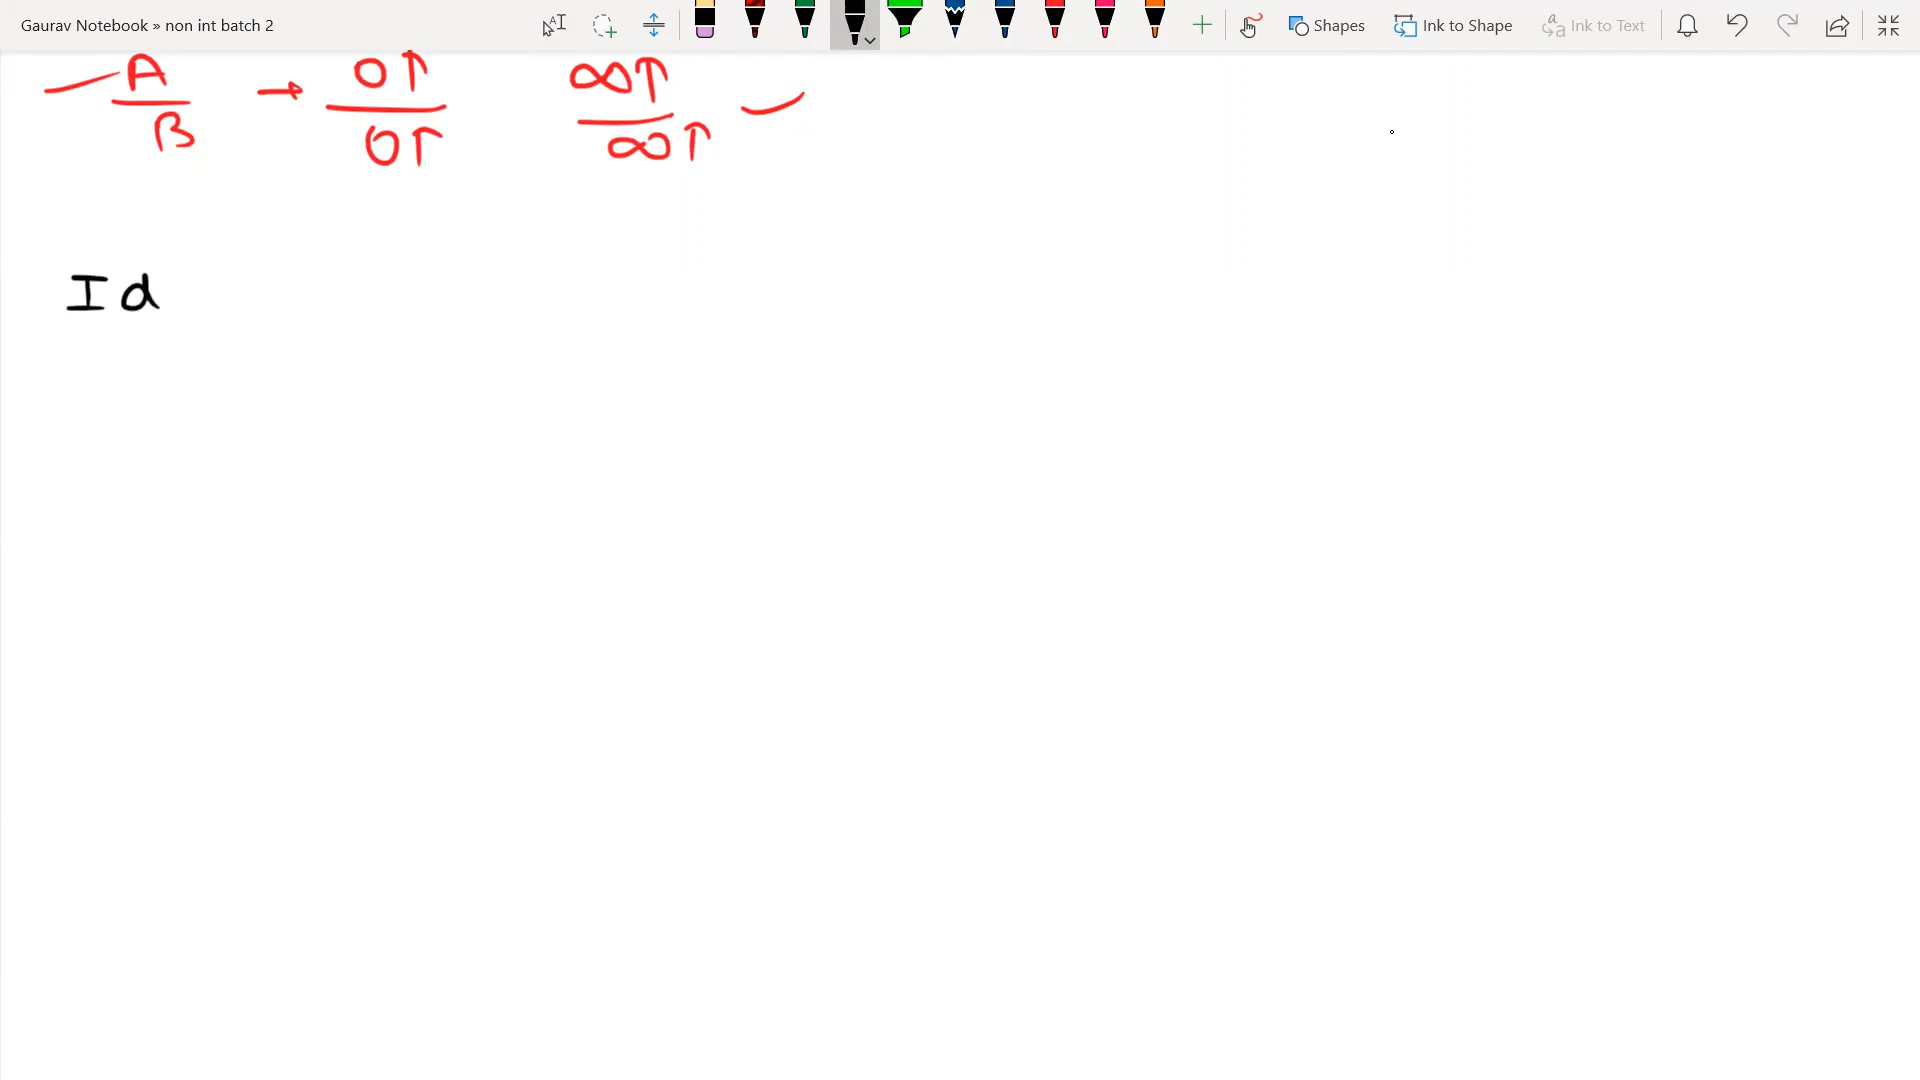 Gaurav Notebook » non int batch 2 Shapes Ink to Shape Ink to Text
A/B → 0↑/0↑ ∞↑/∞↑
Id